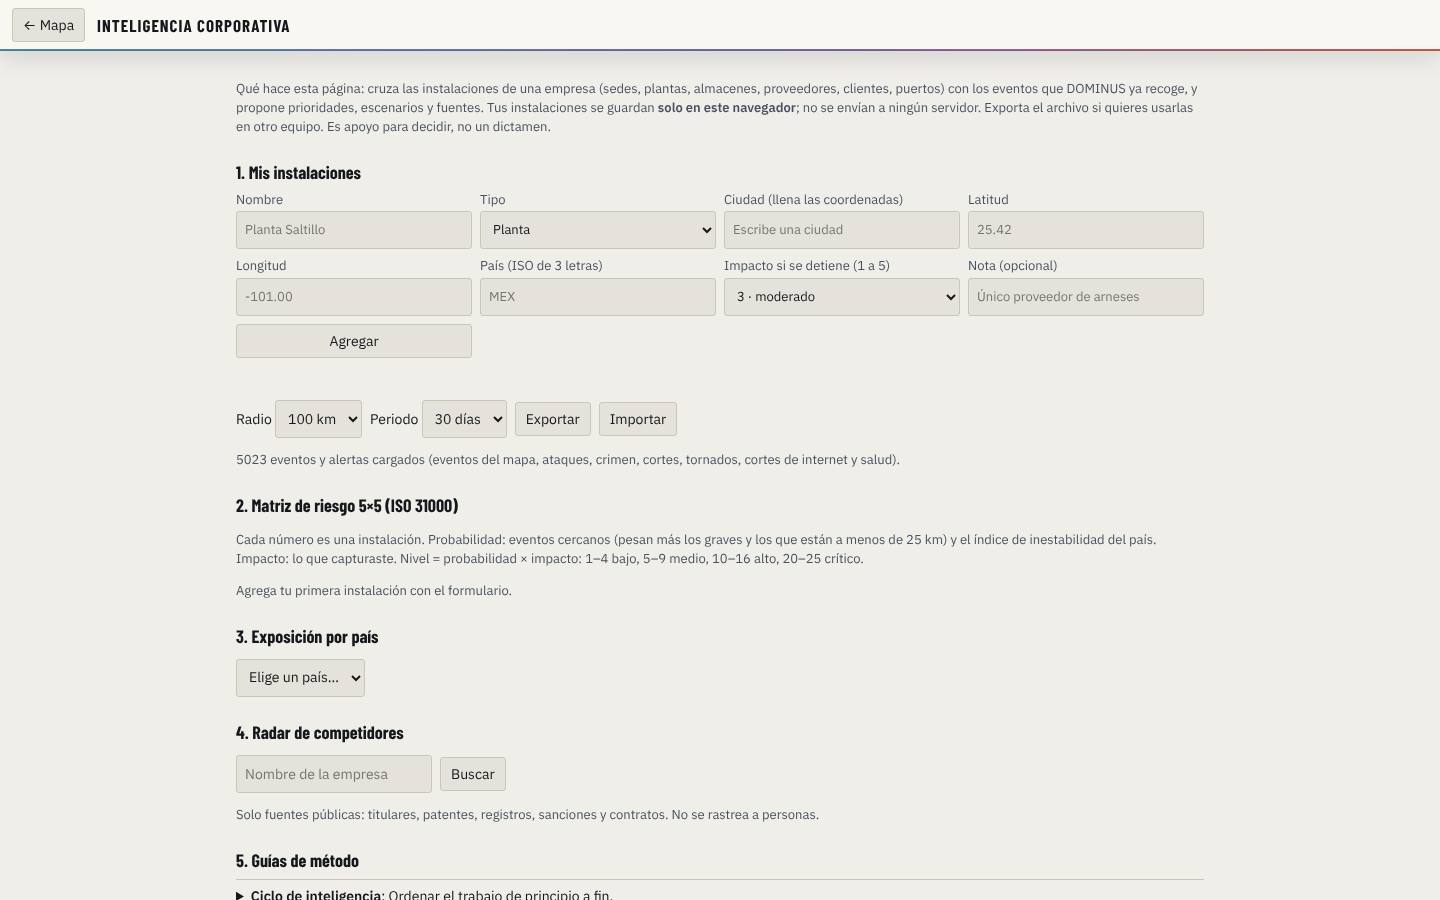 ← Mapa
INTELIGENCIA CORPORATIVA
Qué hace esta página: cruza las instalaciones de una empresa (sedes, plantas, almacenes, proveedores, clientes, puertos) con los eventos que DOMINUS ya recoge, y
propone prioridades, escenarios y fuentes. Tus instalaciones se guardan solo en este navegador; no se envían a ningún servidor. Exporta el archivo si quieres usarlas
en otro equipo. Es apoyo para decidir, no un dictamen.
1. Mis instalaciones
Nombre Tipo Ciudad (llena las coordenadas) Latitud
Planta Saltillo Planta Escribe una ciudad 25.42
Longitud País (ISO de 3 letras) Impacto si se detiene (1 a 5) Nota (opcional)
-101.00 MEX 3 · moderado Único proveedor de arneses
Agregar
Radio 100 km Periodo 30 días Exportar Importar
5023 eventos y alertas cargados (eventos del mapa, ataques, crimen, cortes, tornados, cortes de internet y salud).
2. Matriz de riesgo 5×5 (ISO 31000)
Cada número es una instalación. Probabilidad: eventos cercanos (pesan más los graves y los que están a menos de 25 km) y el índice de inestabilidad del país.
Impacto: lo que capturaste. Nivel = probabilidad × impacto: 1–4 bajo, 5–9 medio, 10–16 alto, 20–25 crítico.
Agrega tu primera instalación con el formulario.
3. Exposición por país
Elige un país...
4. Radar de competidores
Nombre de la empresa Buscar
Solo fuentes públicas: titulares, patentes, registros, sanciones y contratos. No se rastrea a personas.
5. Guías de método
▶ Ciclo de inteligencia: Ordenar el trabajo de principio a fin.